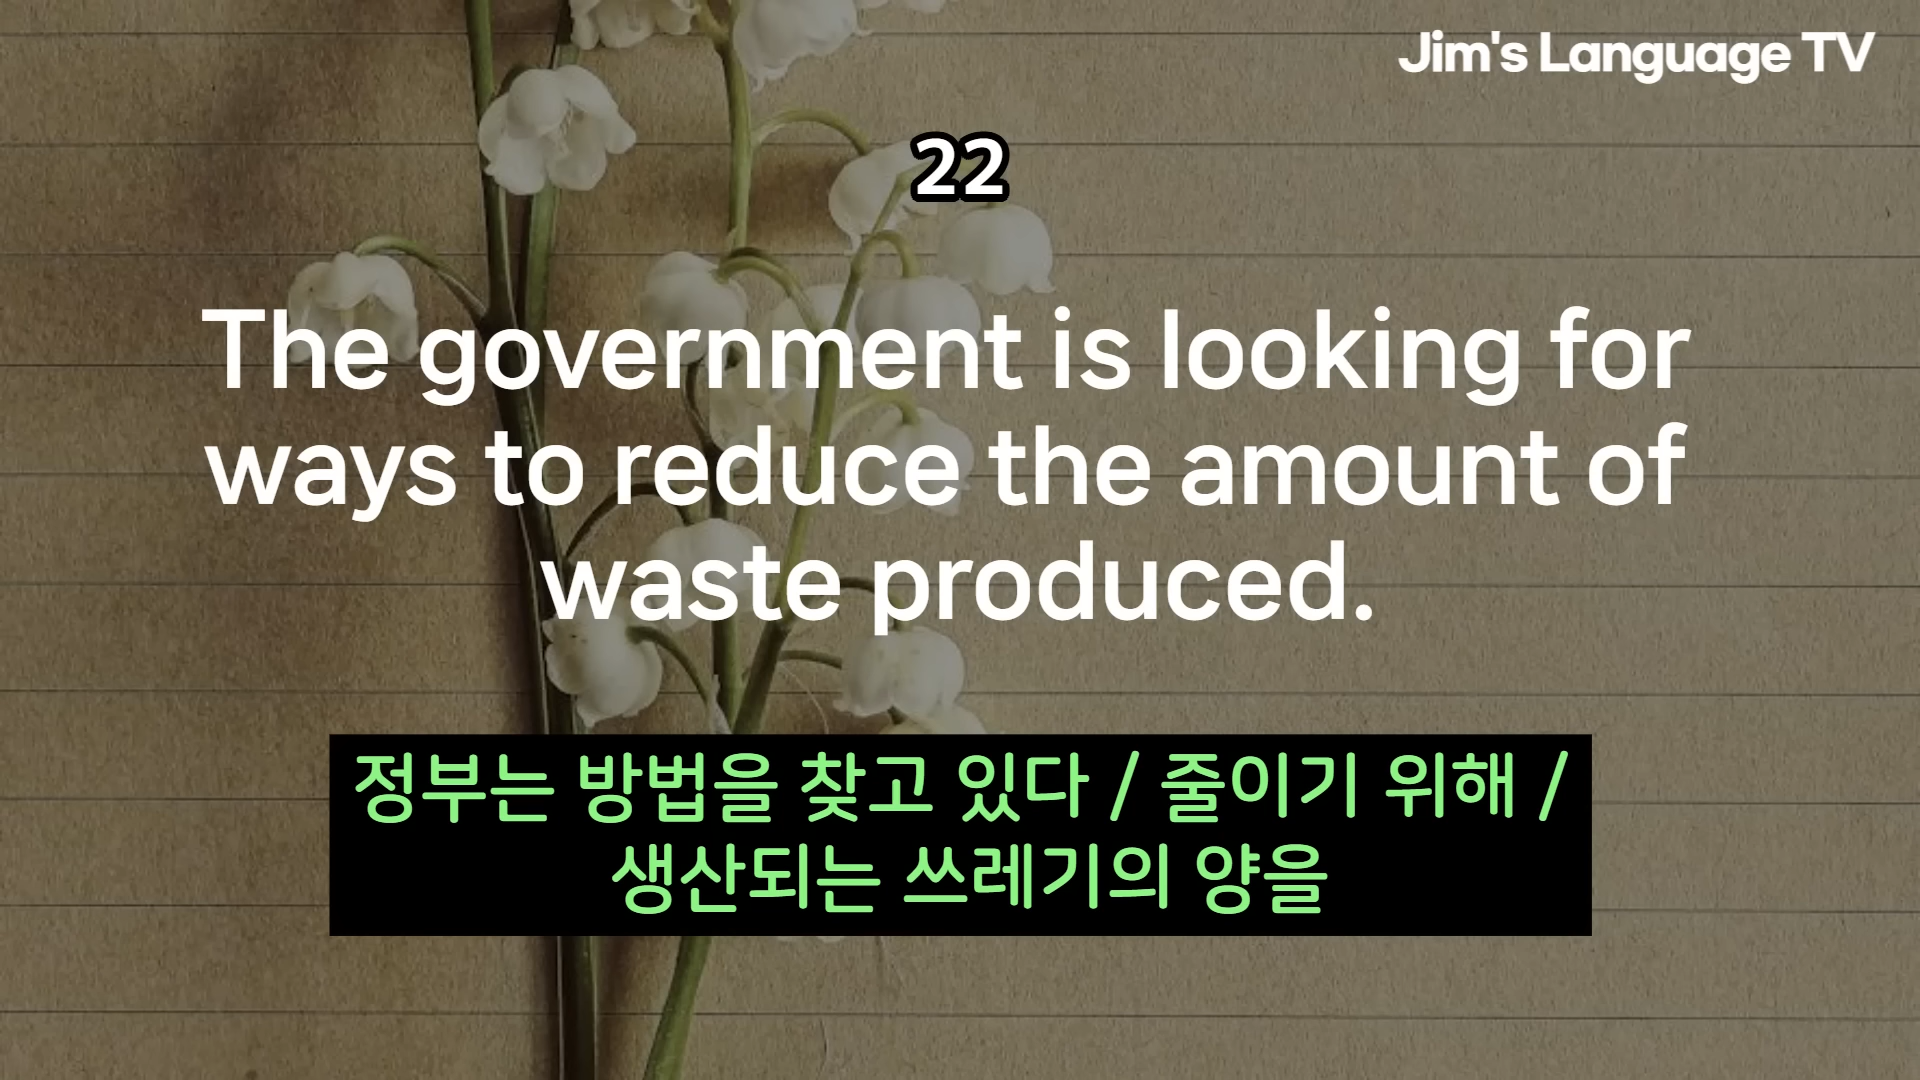 Jim's Language TV
22
The government is looking for
ways to reduce the amount of
waste produced.
정부는 방법을 찾고 있다 / 줄이기 위해 /
생산되는 쓰레기의 양을